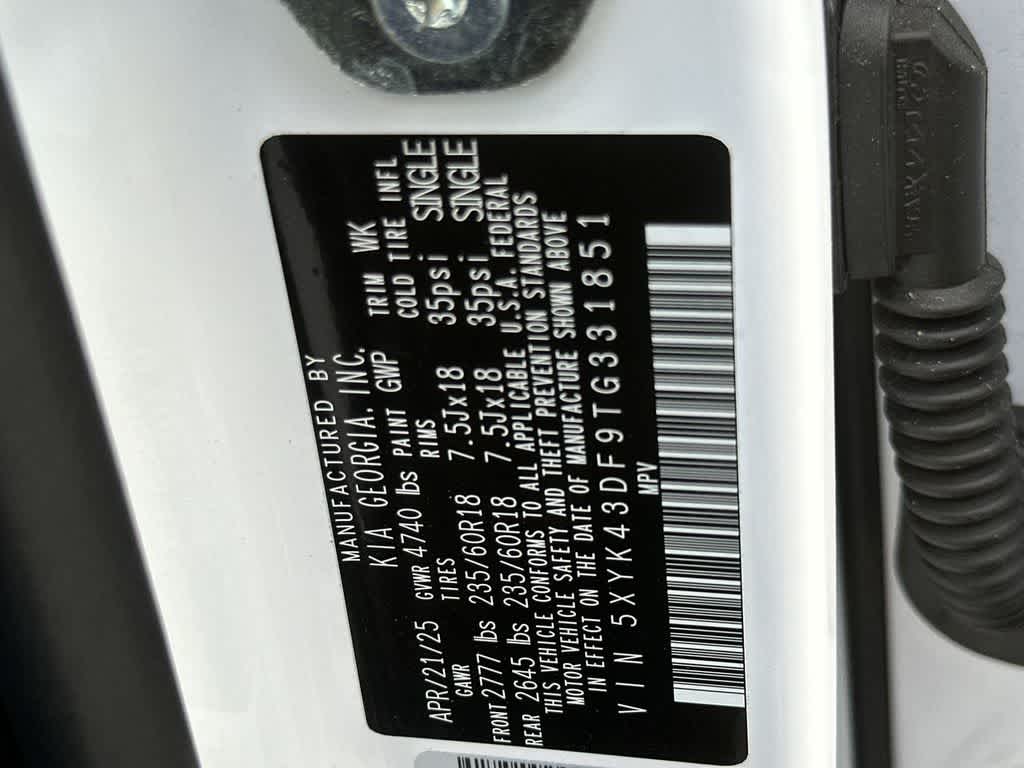 MANUFACTURED BY
KIA GEORGIA, INC.
APR/21/25 GVWR 4740 lbs PAINT GWP TRIM WK
GAWR TIRES RIMS COLD TIRE INFL
FRONT 2777 lbs 235/60R18 7.5Jx18 35psi SINGLE
REAR 2645 lbs 235/60R18 7.5Jx18 35psi SINGLE
THIS VEHICLE CONFORMS TO ALL APPLICABLE U.S.A. FEDERAL
MOTOR VEHICLE SAFETY AND THEFT PREVENTION STANDARDS
IN EFFECT ON THE DATE OF MANUFACTURE SHOWN ABOVE
VIN 5XYK43DF9TG331851
MPV